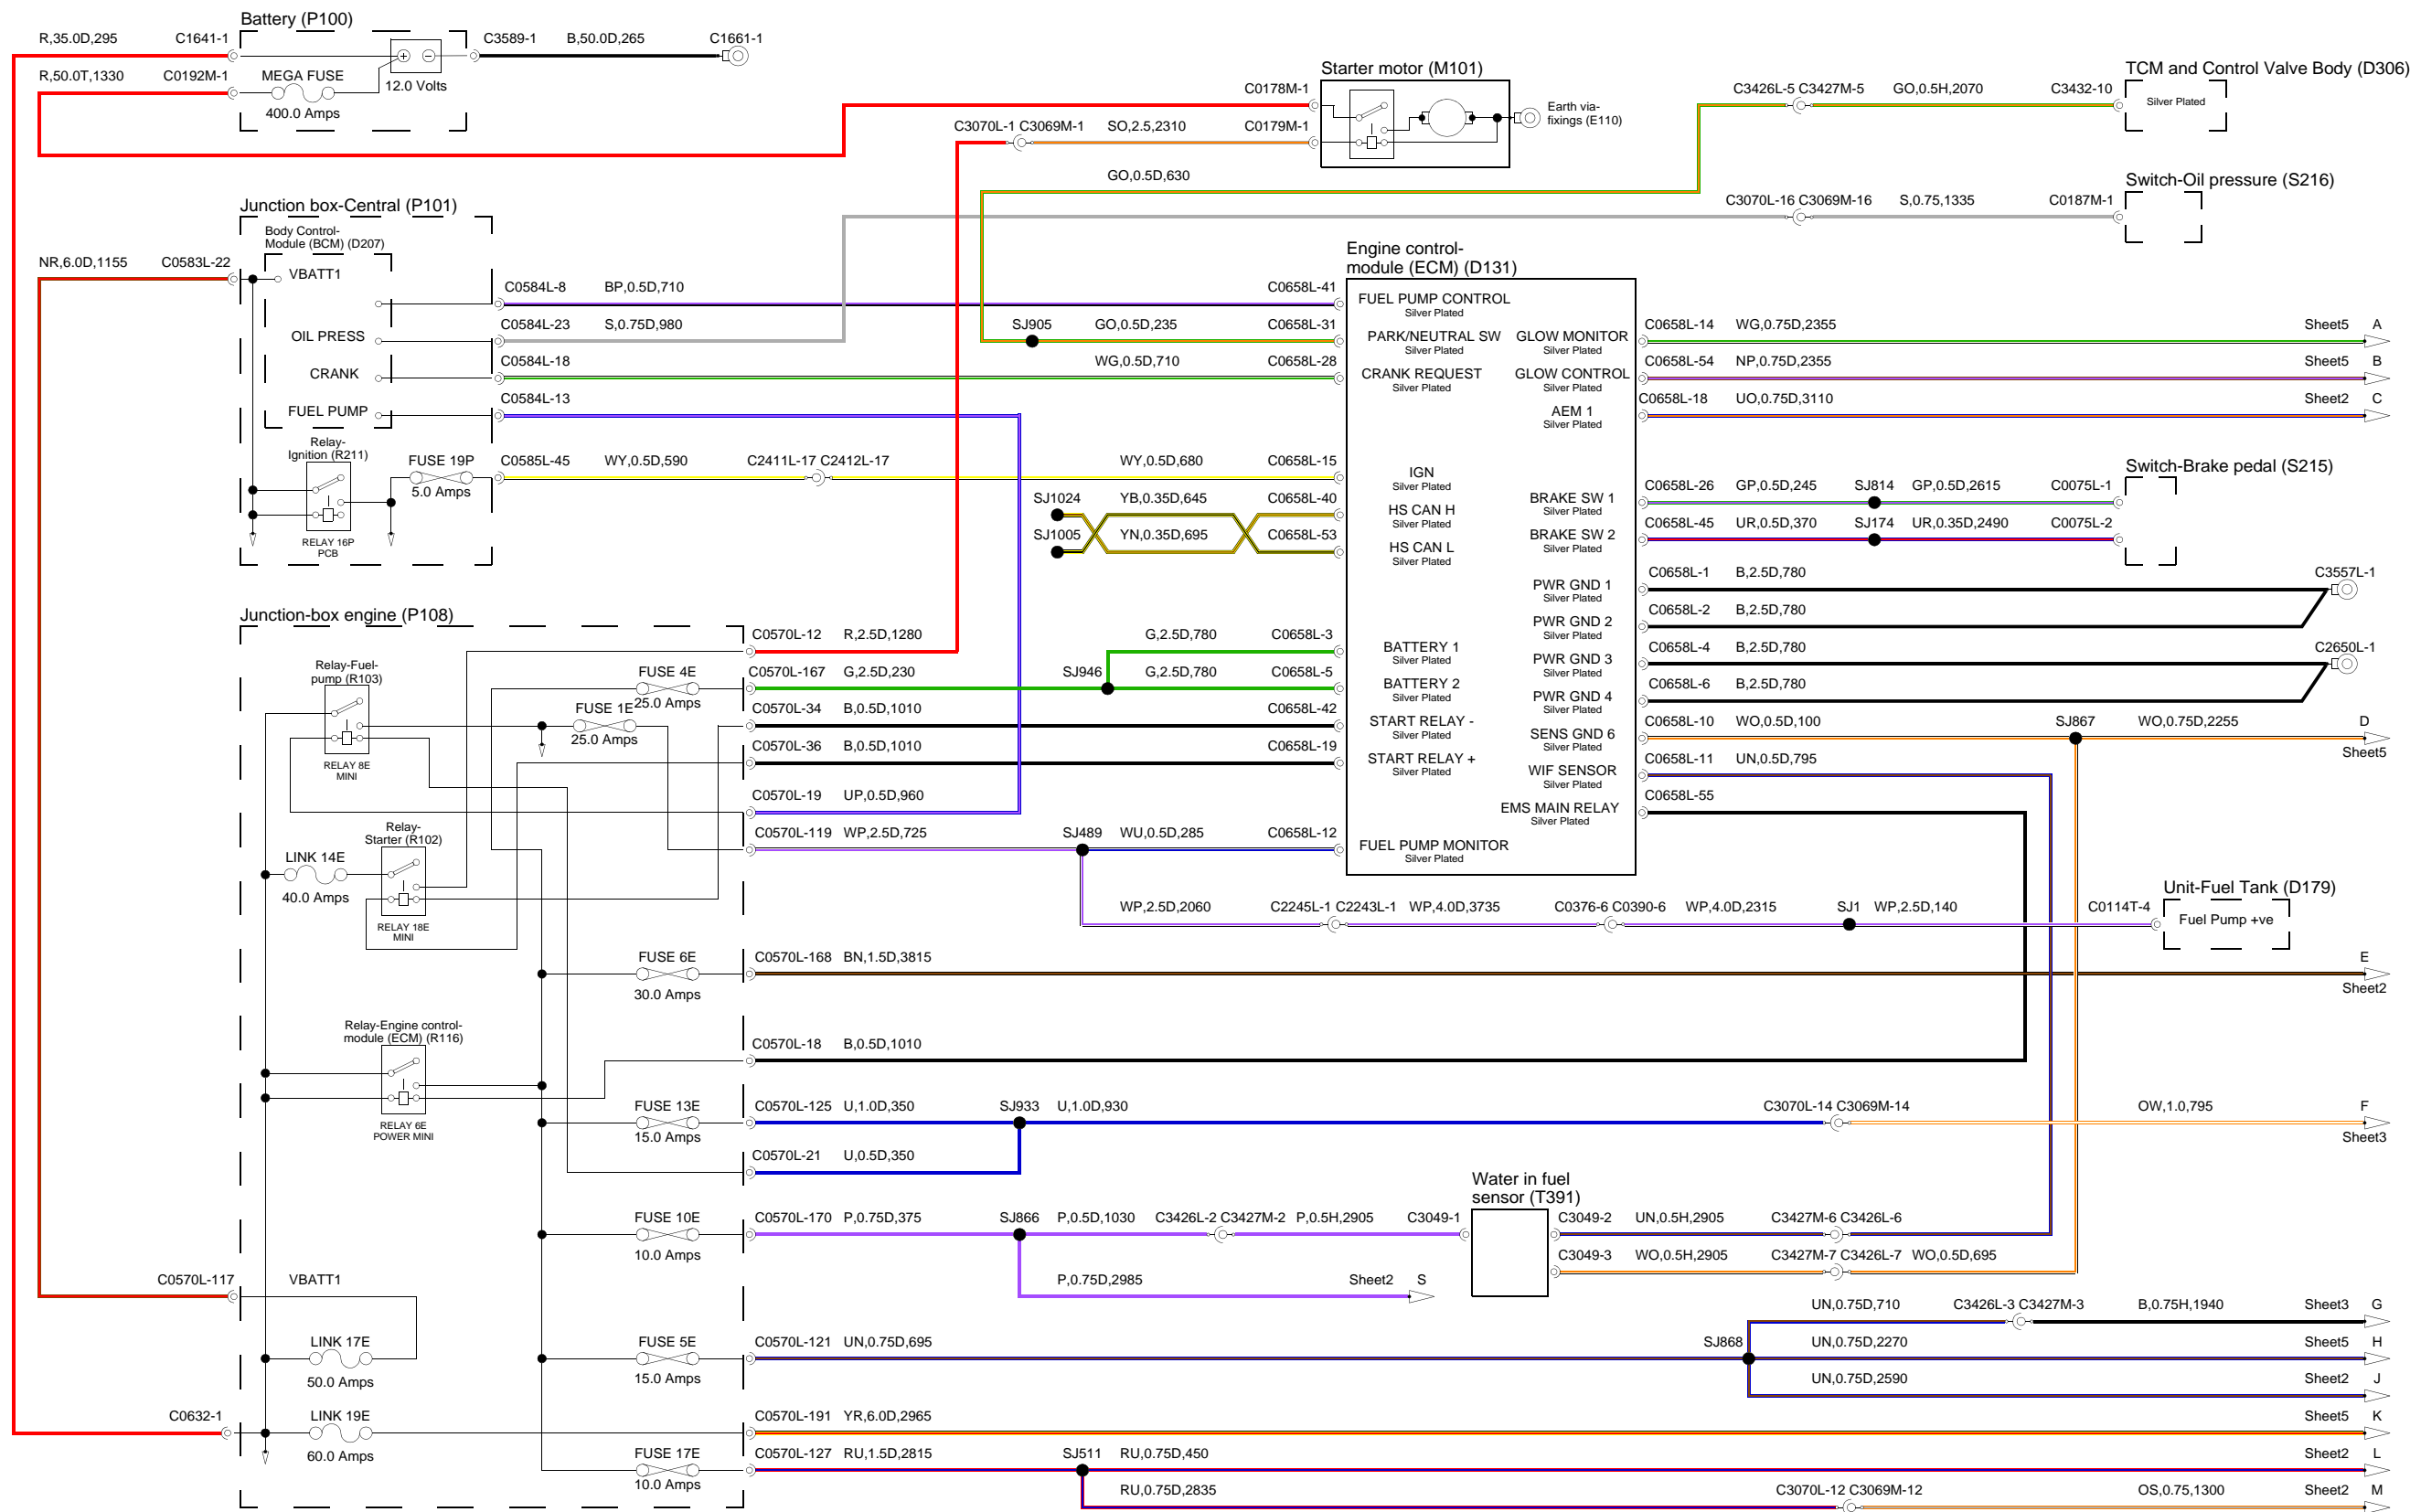 Battery (P100)
R,35.0D,295 C1641-1 C3589-1 B,50.0D,265 C1661-1
R,50.0T,1330 C0192M-1 MEGA FUSE 12.0 Volts
400.0 Amps
Starter motor (M101)
C0178M-1
C3070L-1 C3069M-1 SO,2.5,2310 C0179M-1
Earth via-
fixings (E110)
TCM and Control Valve Body (D306)
C3426L-5 C3427M-5 GO,0.5H,2070 C3432-10
Silver Plated
GO,0.5D,630
Switch-Oil pressure (S216)
C3070L-16 C3069M-16 S,0.75,1335 C0187M-1
Junction box-Central (P101)
Body Control-
Module (BCM) (D207)
NR,6.0D,1155 C0583L-22 VBATT1
C0584L-8 BP,0.5D,710 C0658L-41
OIL PRESS C0584L-23 S,0.75D,980 SJ905 GO,0.5D,235 C0658L-31
CRANK C0584L-18 WG,0.5D,710 C0658L-28
FUEL PUMP C0584L-13
Relay-
Ignition (R211)
FUSE 19P
5.0 Amps
C0585L-45 WY,0.5D,590 C2411L-17 C2412L-17 WY,0.5D,680 C0658L-15
RELAY 16P
PCB
SJ1024 YB,0.35D,645 C0658L-40
SJ1005 YN,0.35D,695 C0658L-53
Engine control-
module (ECM) (D131)
FUEL PUMP CONTROL
Silver Plated
PARK/NEUTRAL SW
Silver Plated
CRANK REQUEST
Silver Plated
IGN
Silver Plated
HS CAN H
Silver Plated
HS CAN L
Silver Plated
BATTERY 1
Silver Plated
BATTERY 2
Silver Plated
START RELAY -
Silver Plated
START RELAY +
Silver Plated
FUEL PUMP MONITOR
Silver Plated
GLOW MONITOR
Silver Plated
GLOW CONTROL
Silver Plated
AEM 1
Silver Plated
BRAKE SW 1
Silver Plated
BRAKE SW 2
Silver Plated
PWR GND 1
Silver Plated
PWR GND 2
Silver Plated
PWR GND 3
Silver Plated
PWR GND 4
Silver Plated
SENS GND 6
Silver Plated
WIF SENSOR
Silver Plated
EMS MAIN RELAY
Silver Plated
C0658L-14 WG,0.75D,2355 Sheet5 A
C0658L-54 NP,0.75D,2355 Sheet5 B
C0658L-18 UO,0.75D,3110 Sheet2 C
Switch-Brake pedal (S215)
C0658L-26 GP,0.5D,245 SJ814 GP,0.5D,2615 C0075L-1
C0658L-45 UR,0.5D,370 SJ174 UR,0.35D,2490 C0075L-2
C0658L-1 B,2.5D,780 C3557L-1
C0658L-2 B,2.5D,780
C0658L-4 B,2.5D,780 C2650L-1
C0658L-6 B,2.5D,780
C0658L-10 WO,0.5D,100 SJ867 WO,0.75D,2255 D
Sheet5
C0658L-11 UN,0.5D,795
C0658L-55
Junction-box engine (P108)
C0570L-12 R,2.5D,1280 G,2.5D,780 C0658L-3
Relay-Fuel-
pump (R103)
RELAY 8E
MINI
FUSE 4E
25.0 Amps
C0570L-167 G,2.5D,230 SJ946 G,2.5D,780 C0658L-5
FUSE 1E
25.0 Amps
C0570L-34 B,0.5D,1010 C0658L-42
C0570L-36 B,0.5D,1010 C0658L-19
C0570L-19 UP,0.5D,960
C0570L-119 WP,2.5D,725 SJ489 WU,0.5D,285 C0658L-12
Relay-
Starter (R102)
LINK 14E
40.0 Amps
RELAY 18E
MINI
Unit-Fuel Tank (D179)
WP,2.5D,2060 C2245L-1 C2243L-1 WP,4.0D,3735 C0376-6 C0390-6 WP,4.0D,2315 SJ1 WP,2.5D,140 C0114T-4
Fuel Pump +ve
FUSE 6E
30.0 Amps
C0570L-168 BN,1.5D,3815 E
Sheet2
Relay-Engine control-
module (ECM) (R116)
RELAY 6E
POWER MINI
C0570L-18 B,0.5D,1010
FUSE 13E
15.0 Amps
C0570L-125 U,1.0D,350 SJ933 U,1.0D,930 C3070L-14 C3069M-14 OW,1.0,795 F
Sheet3
C0570L-21 U,0.5D,350
Water in fuel
sensor (T391)
FUSE 10E
10.0 Amps
C0570L-170 P,0.75D,375 SJ866 P,0.5D,1030 C3426L-2 C3427M-2 P,0.5H,2905 C3049-1
C3049-2 UN,0.5H,2905 C3427M-6 C3426L-6
C3049-3 WO,0.5H,2905 C3427M-7 C3426L-7 WO,0.5D,695
P,0.75D,2985 Sheet2 S
C0570L-117 VBATT1
UN,0.75D,710 C3426L-3 C3427M-3 B,0.75H,1940 Sheet3 G
LINK 17E
50.0 Amps
FUSE 5E
15.0 Amps
C0570L-121 UN,0.75D,695 SJ868 UN,0.75D,2270 Sheet5 H
UN,0.75D,2590 Sheet2 J
C0632-1 LINK 19E
60.0 Amps
C0570L-191 YR,6.0D,2965 Sheet5 K
FUSE 17E
10.0 Amps
C0570L-127 RU,1.5D,2815 SJ511 RU,0.75D,450 Sheet2 L
RU,0.75D,2835 C3070L-12 C3069M-12 OS,0.75,1300 Sheet2 M